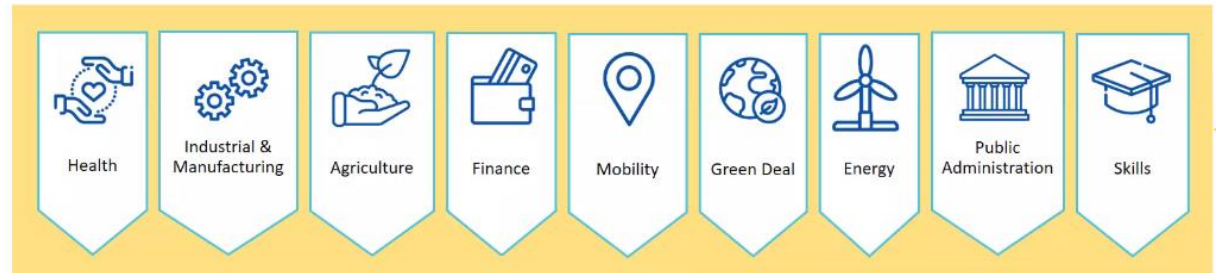 Health
Industrial &
Manufacturing
Agriculture
Finance
Mobility
Green Deal
Energy
Public
Administration
Skills